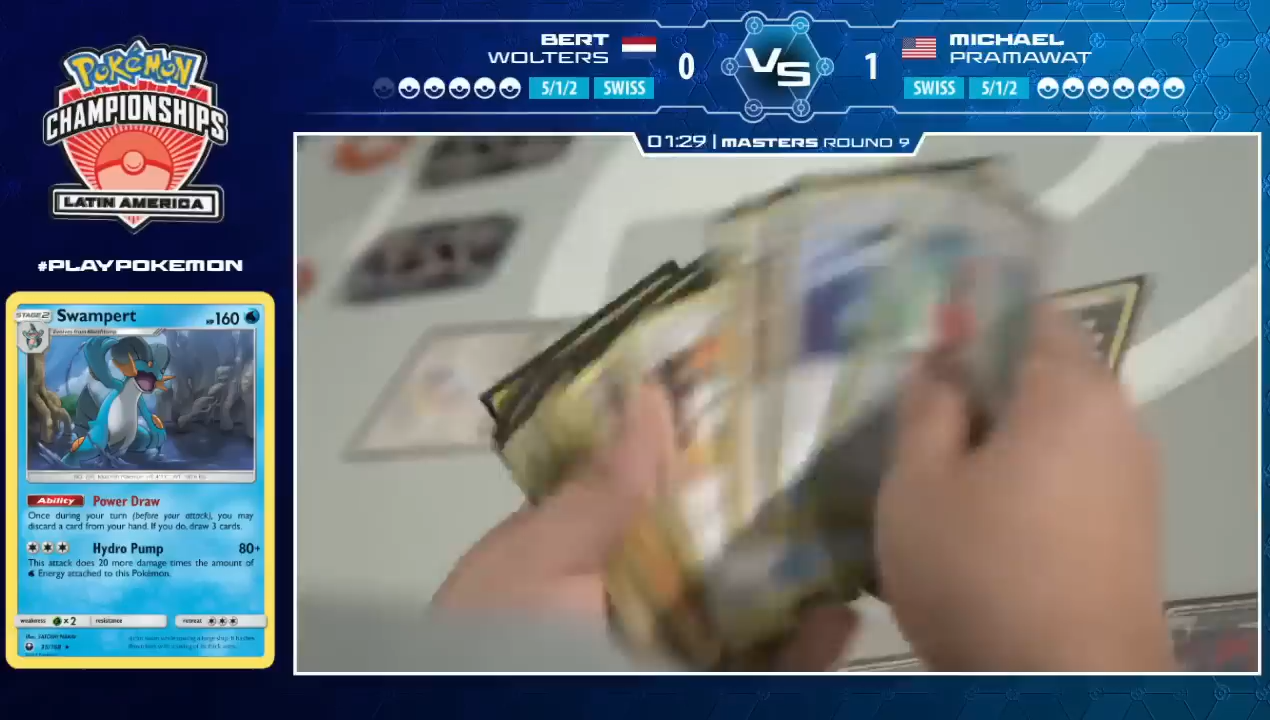 POKéMON
CHAMPIONSHIPS
LATIN AMERICA
#PLAYPOKEMON
BERT
WOLTERS
0
5/1/2
SWISS
VS
1
MICHAEL
PRAMAWAT
SWISS
5/1/2
01:29 | MASTERS ROUND 9
STAGE2
Swampert
HP160
Ability Power Draw
Once during your turn (before your attack), you may
discard a card from your hand. If you do, draw 3 cards.
Hydro Pump 80+
This attack does 20 more damage times the amount of
Energy attached to this Pokémon.
weakness ×2 resistance retreat